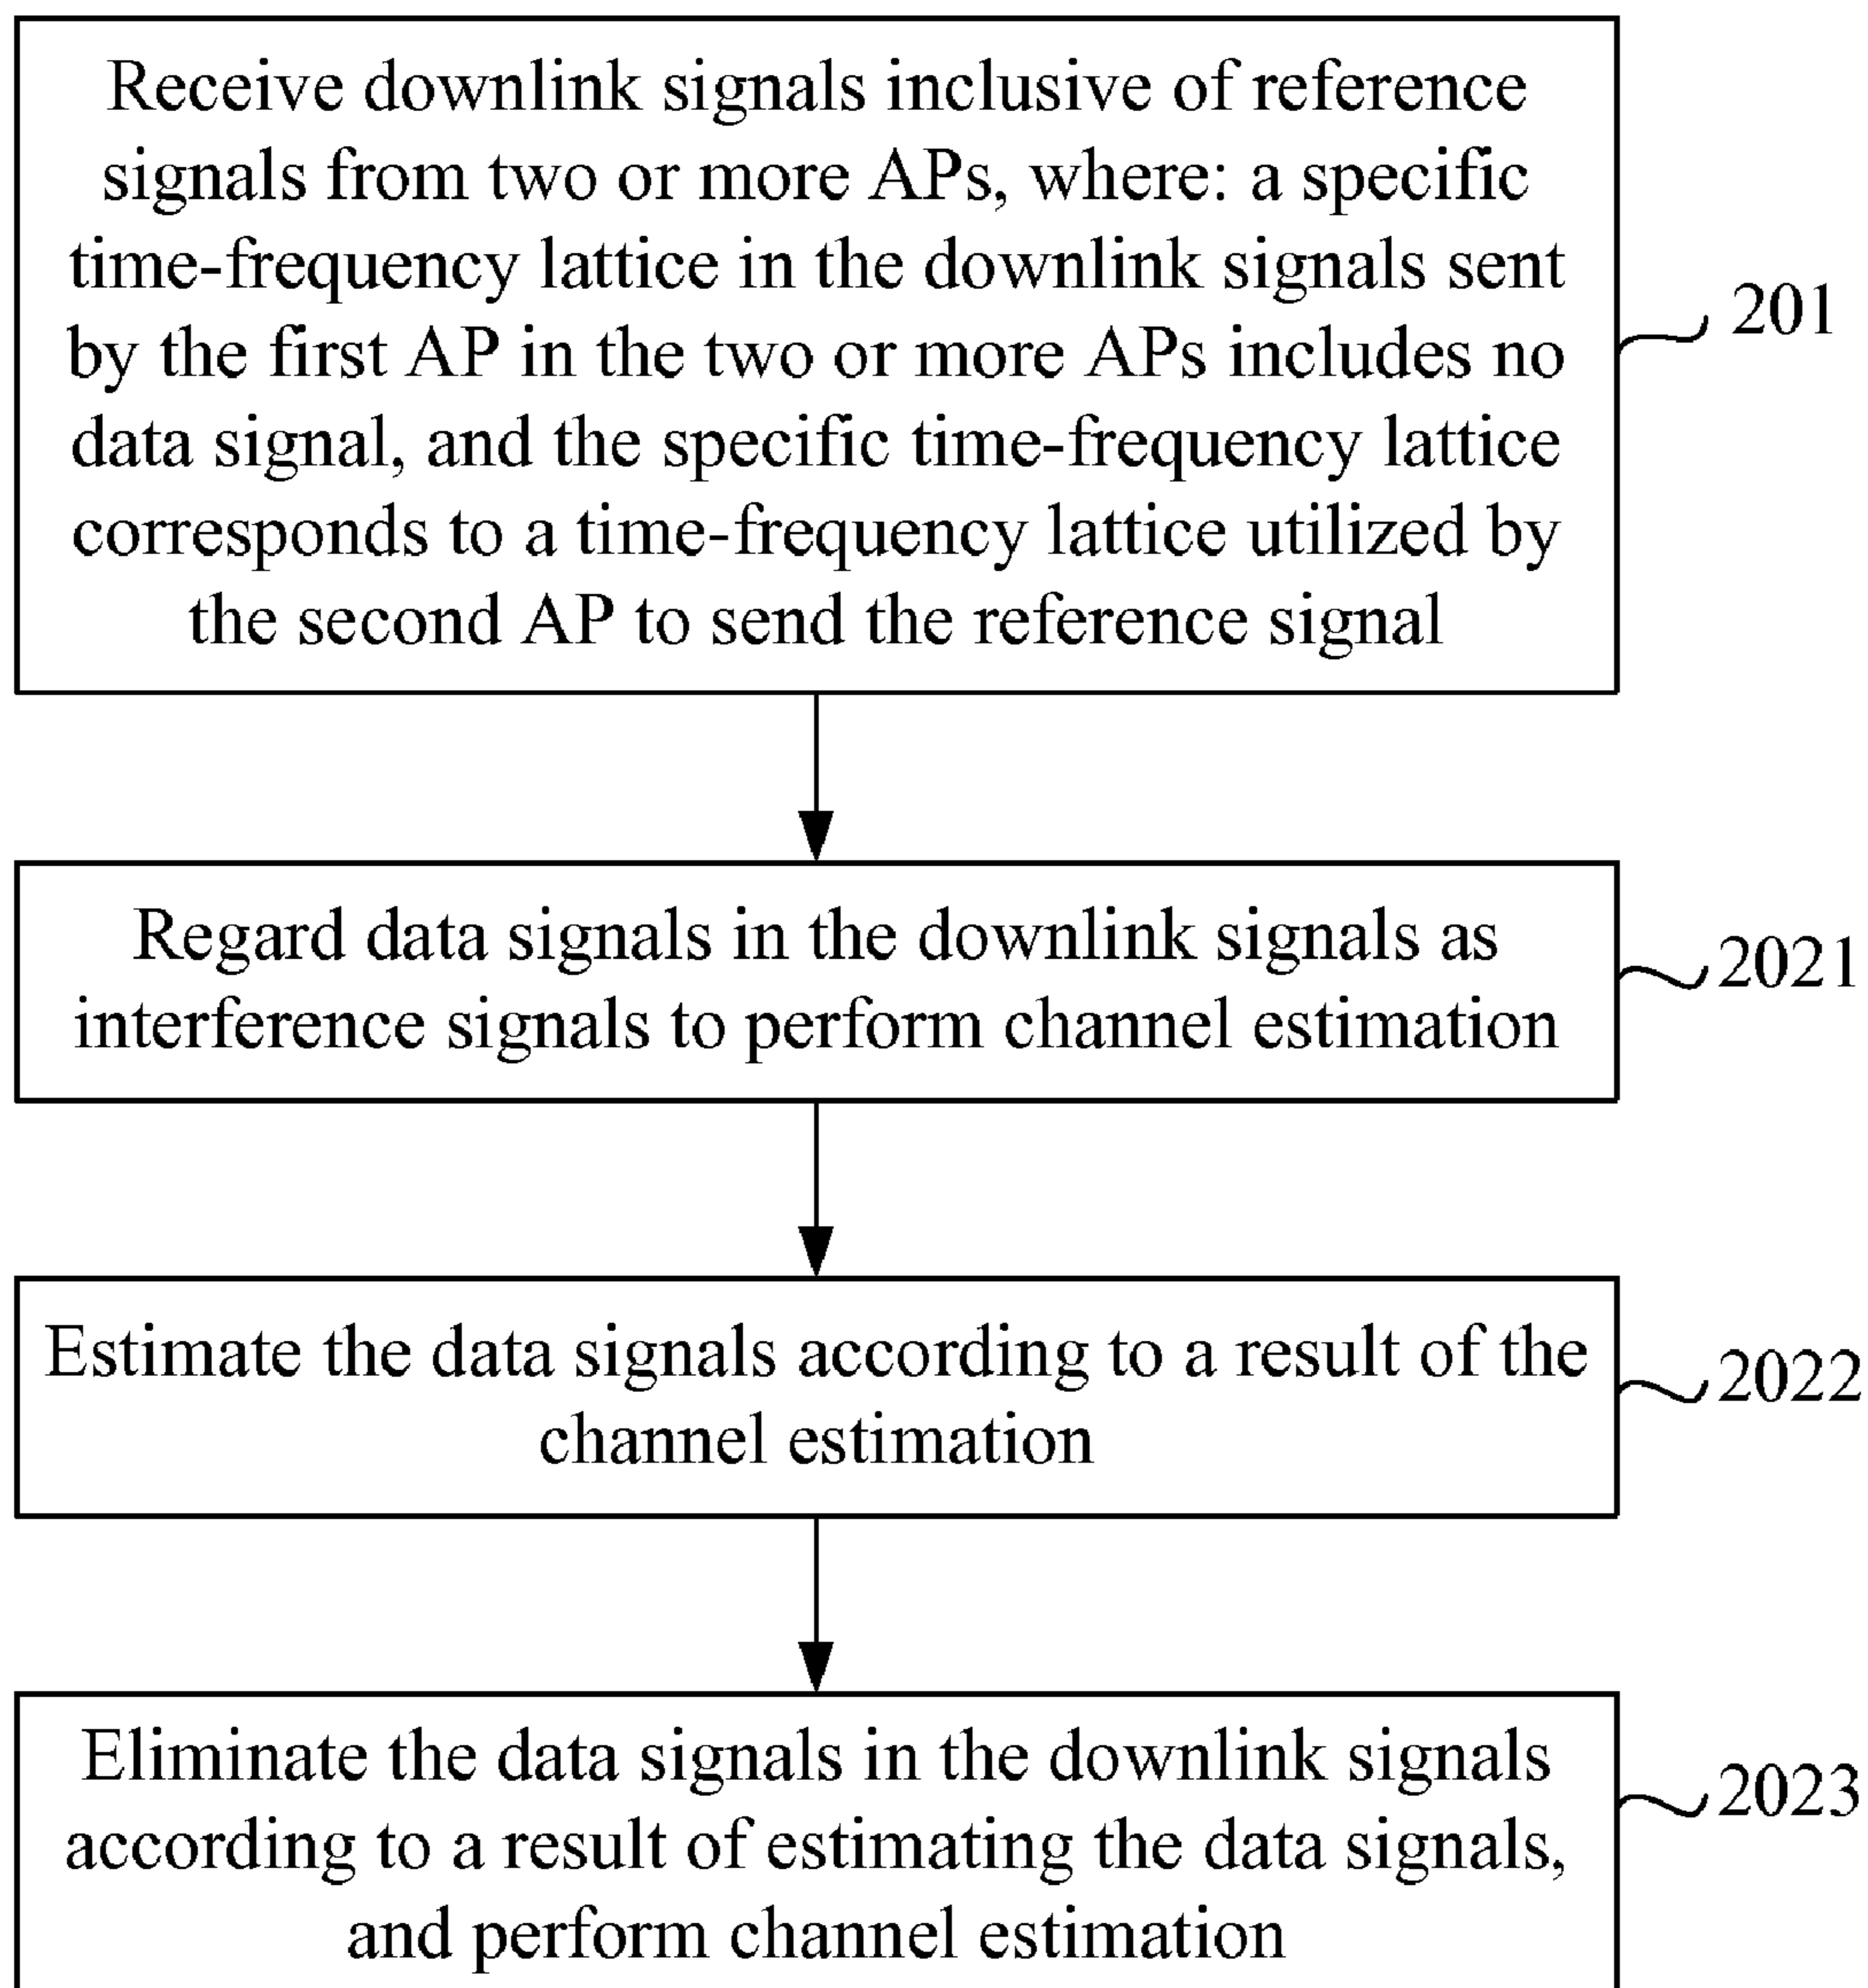 Receive downlink signals inclusive of reference
signals from two or more APs, where: a specific
time-frequency lattice in the downlink signals sent
by the first AP in the two or more APs includes no
data signal, and the specific time-frequency lattice
corresponds to a time-frequency lattice utilized by
the second AP to send the reference signal
201
Regard data signals in the downlink signals as
interference signals to perform channel estimation
2021
Estimate the data signals according to a result of the
channel estimation
2022
Eliminate the data signals in the downlink signals
according to a result of estimating the data signals,
and perform channel estimation
2023